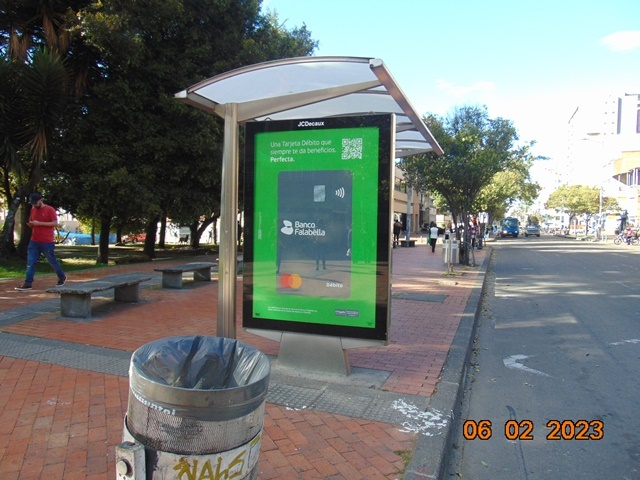 JCDecaux
Una Tarjeta Débito que
siempre te da beneficios.
Perfecta.
Banco
Falabella
Débito
06 02 2023